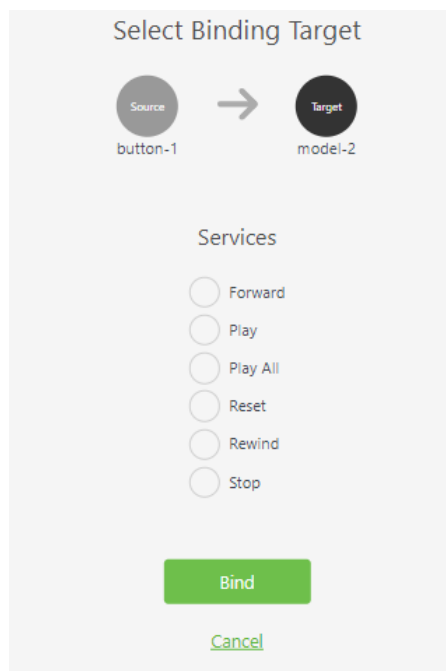 Select Binding Target
Source
Target
button-1
model-2
Services
Forward
Play
Play All
Reset
Rewind
Stop
Bind
Cancel